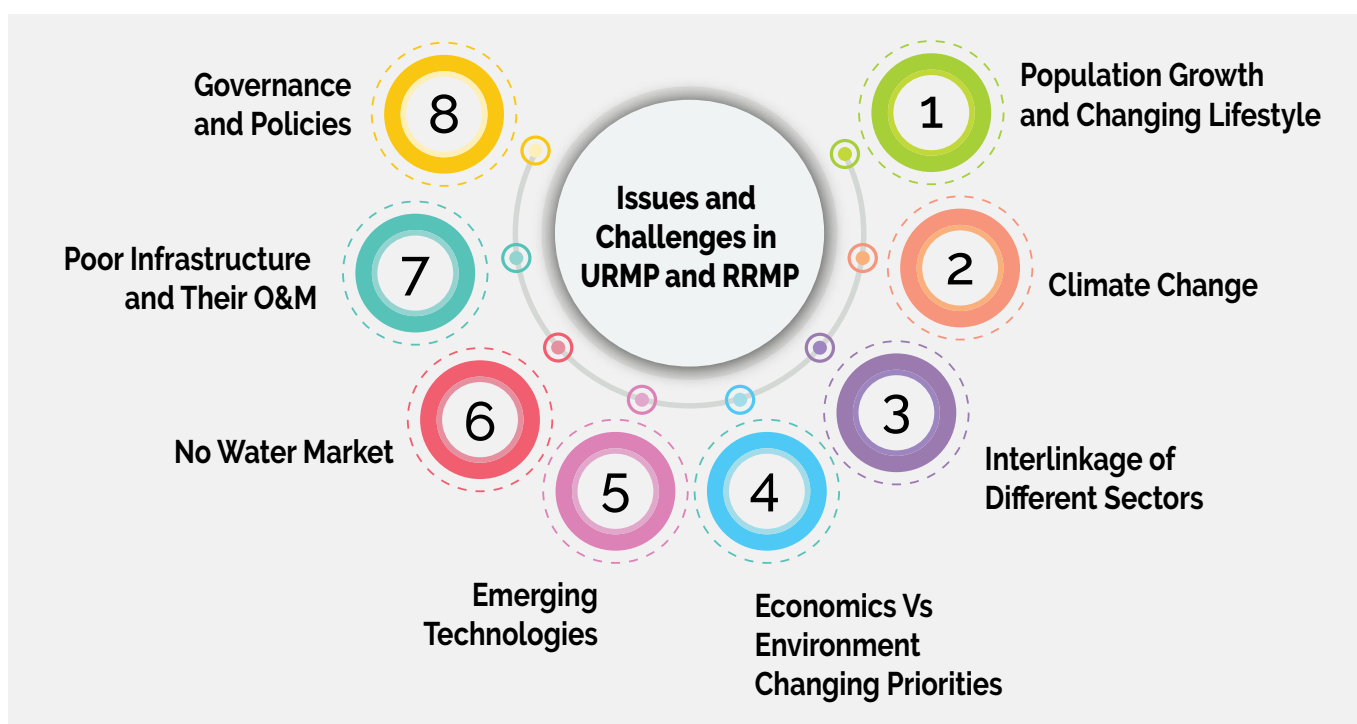 Issues and
Challenges in
URMP and RRMP
1
Population Growth
and Changing Lifestyle
2
Climate Change
3
Interlinkage of
Different Sectors
4
Economics Vs
Environment
Changing Priorities
5
Emerging
Technologies
6
No Water Market
7
Poor Infrastructure
and Their O&M
8
Governance
and Policies